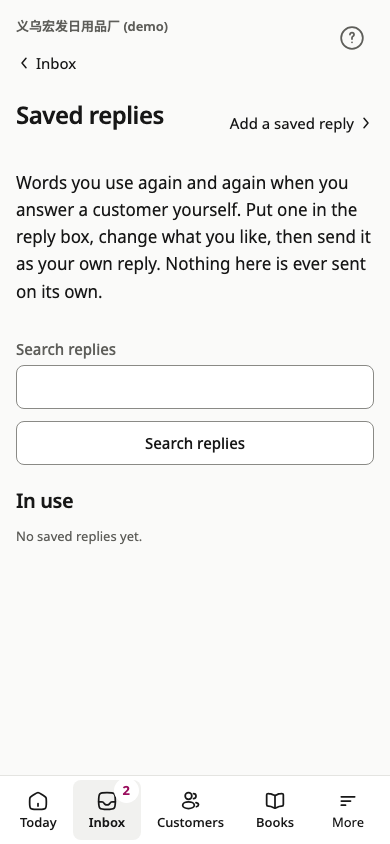 义乌宏发日用品厂 (demo)
Inbox
Saved replies
Add a saved reply
Words you use again and again when you
answer a customer yourself. Put one in the
reply box, change what you like, then send it
as your own reply. Nothing here is ever sent
on its own.
Search replies
Search replies
In use
No saved replies yet.
2
Today
Inbox
Customers
Books
More